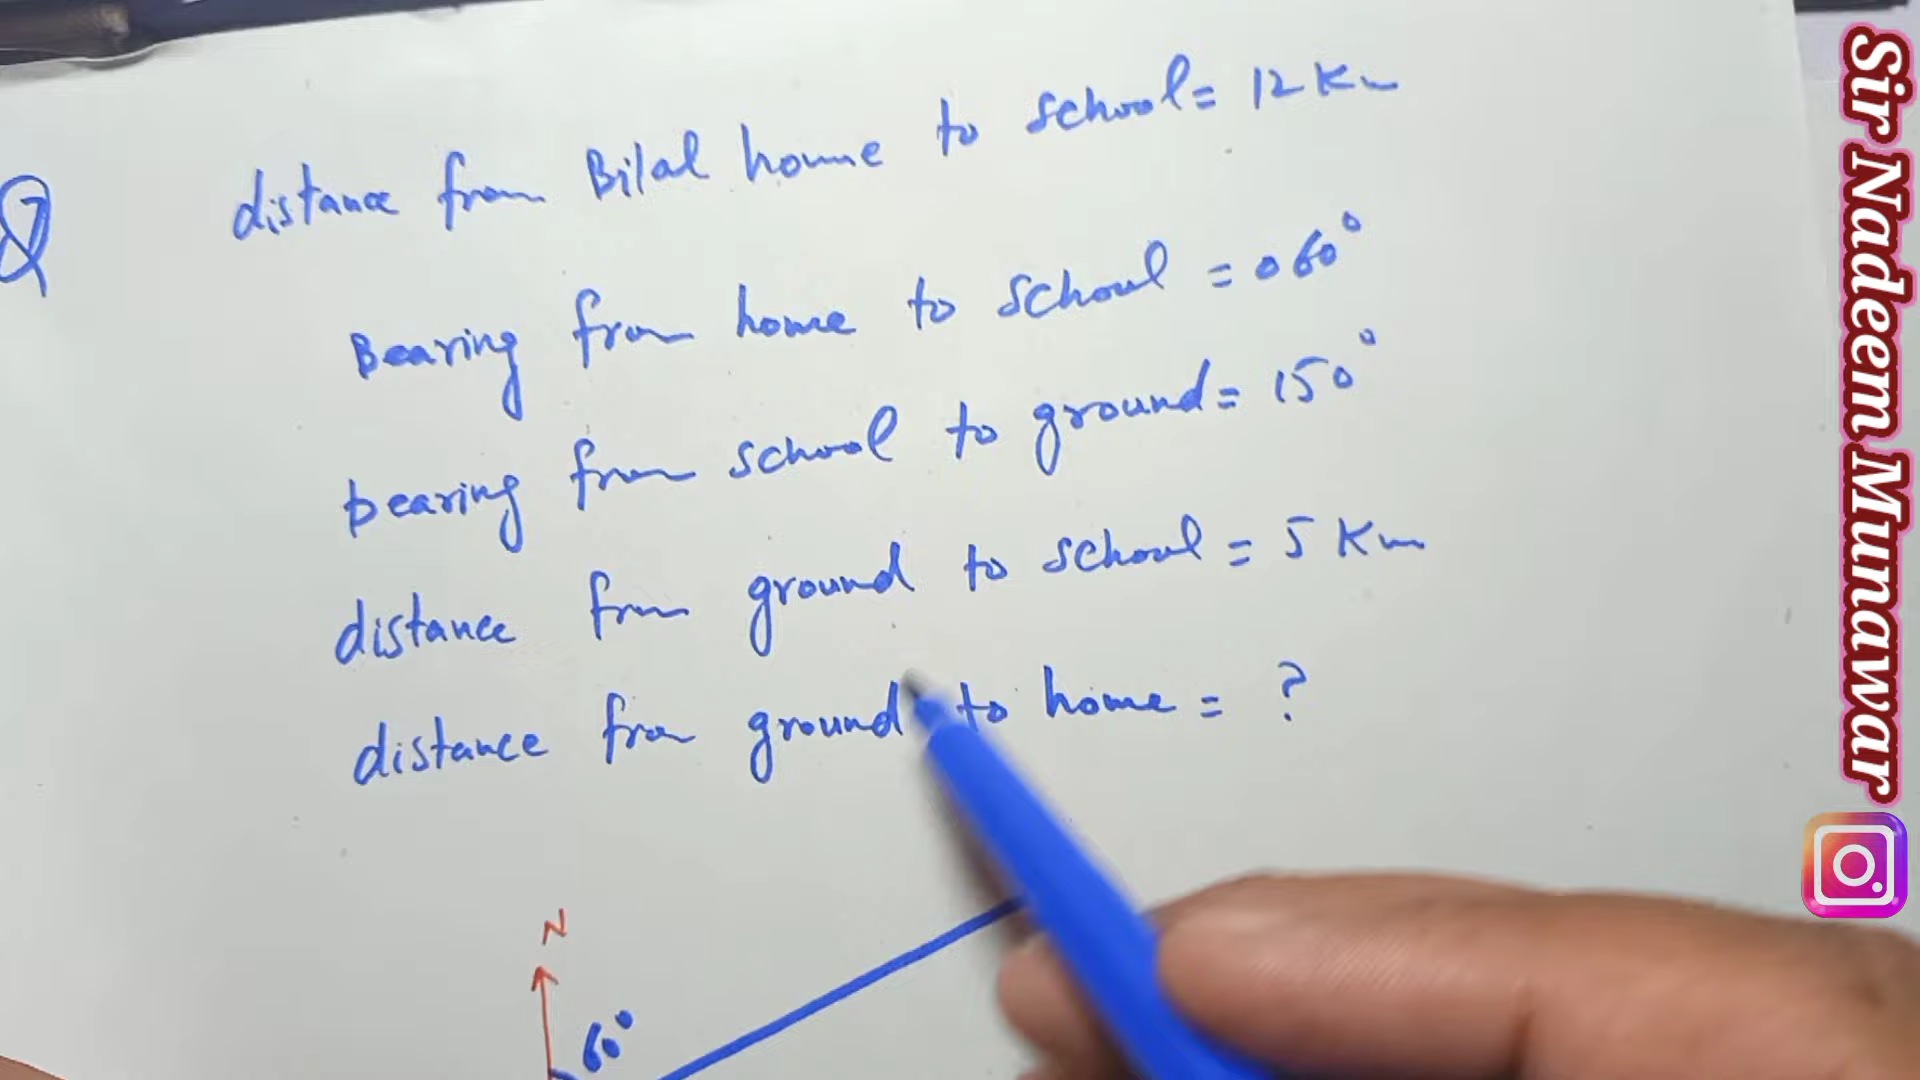 Q distance from Bilal home to school = 12 Km
Bearing from home to school = 060°
bearing from school to ground = 150°
distance from ground to school = 5 Km
distance from ground to home = ?
N
60°
Sir Nadeem Munawar